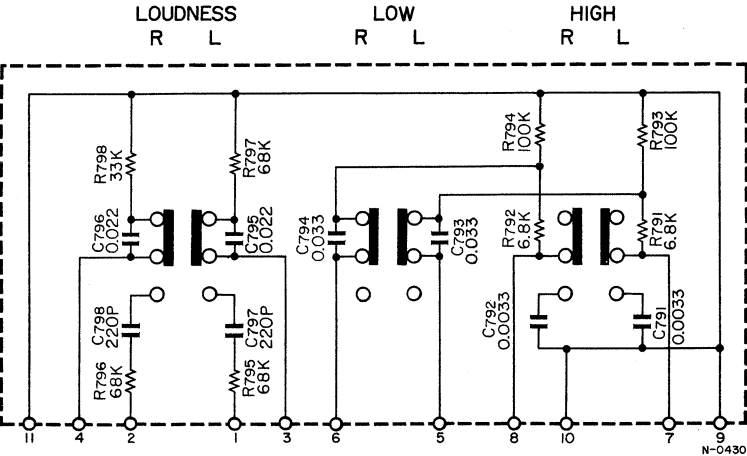 LOUDNESS LOW HIGH
R L R L R L
R798 33K
R797 68K
R794 100K
R793 100K
C796 0.022
C795 0.022
C794 0.033
C793 0.033
R792 6.8K
R791 6.8K
C798 220P
C797 220P
C792 0.0033
C791 0.0033
R796 68K
R795 68K
11 4 2 1 3 6 5 8 10 7 9
N-0430